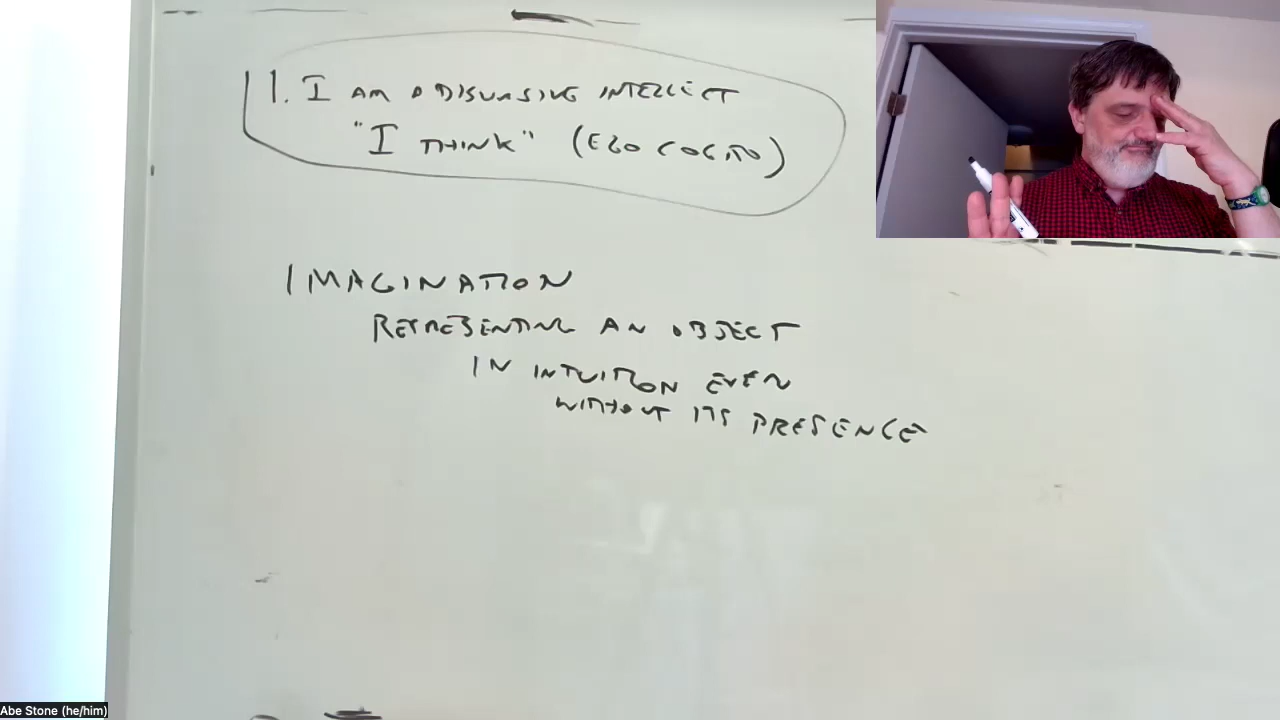 1. I AM A DISCURSIVE INTELLECT
"I THINK" (EGO COGITO)
IMAGINATION
REPRESENTING AN OBJECT
IN INTUITION EVEN
WITHOUT ITS PRESENCE
Abe Stone (he/him)